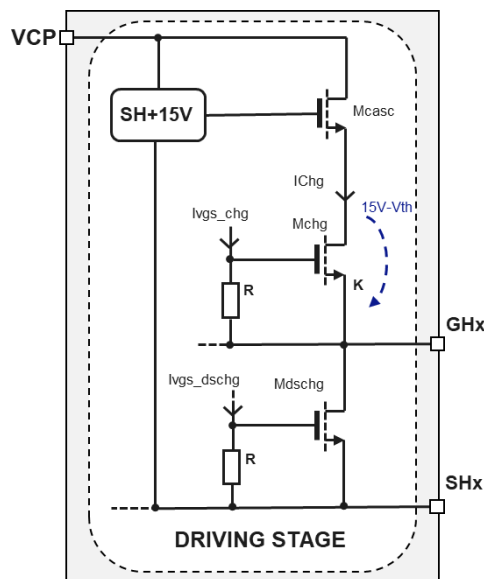 VCP
SH+15V
Mcasc
IChg
15V-Vth
Ivgs_chg
Mchg
R
K
GHx
Ivgs_dschg
Mdschg
R
SHx
DRIVING STAGE